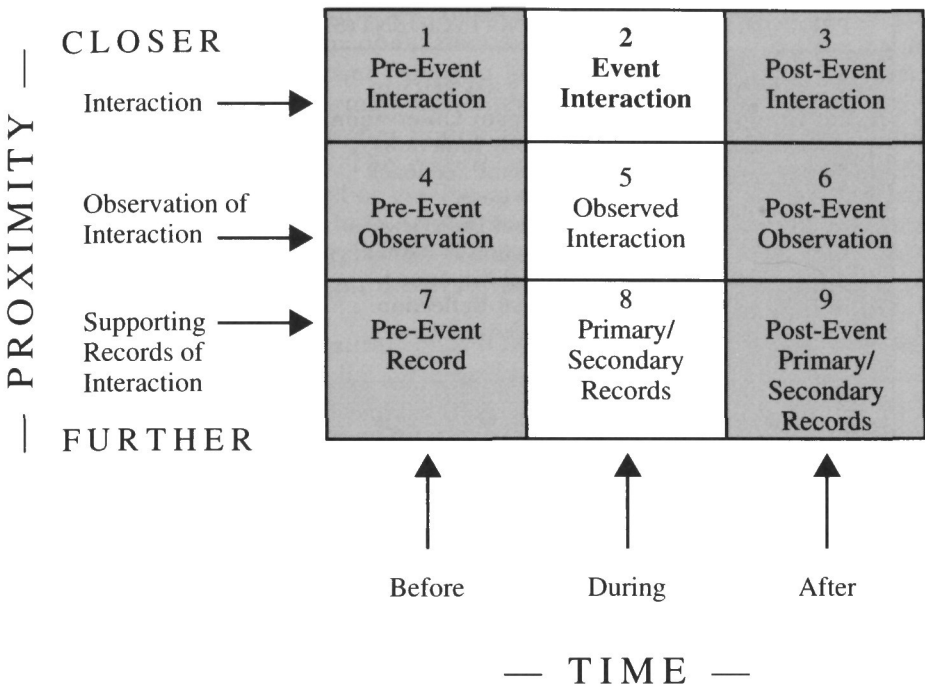 PROXIMITY
CLOSER
Interaction
Observation of
Interaction
Supporting
Records of
Interaction
FURTHER
1
Pre-Event
Interaction
2
Event
Interaction
3
Post-Event
Interaction
4
Pre-Event
Observation
5
Observed
Interaction
6
Post-Event
Observation
7
Pre-Event
Record
8
Primary/
Secondary
Records
9
Post-Event
Primary/
Secondary
Records
Before
During
After
— TIME —